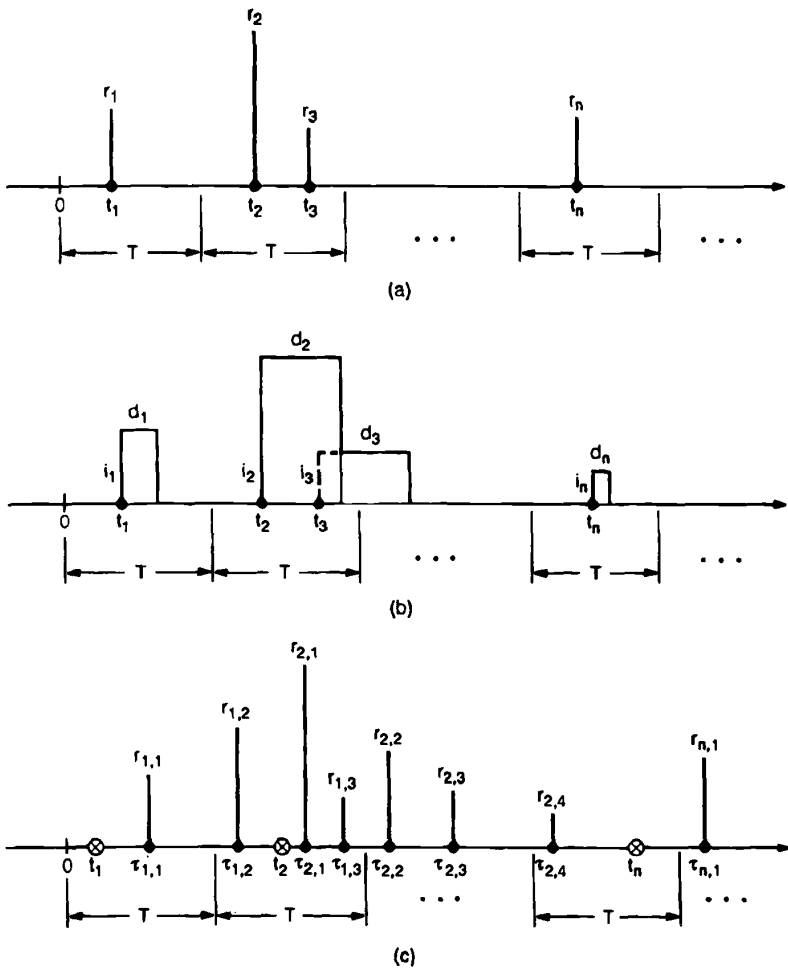 r₂
r₁ r₃ rₙ
0 t₁ t₂ t₃ tₙ
T T . . . T . . .
(a)
d₂
d₁ d₃ dₙ
i₁ i₂ i₃ iₙ
0 t₁ t₂ t₃ tₙ
T T . . . T . . .
(b)
r₂,₁
r₁,₂
r₂,₂ rₙ,₁
r₁,₁ r₁,₃ r₂,₃
r₂,₄
0 t₁ τ₁,₁ τ₁,₂ t₂ τ₂,₁ τ₁,₃ τ₂,₂ τ₂,₃ τ₂,₄ tₙ τₙ,₁
T T . . . T . . .
(c)